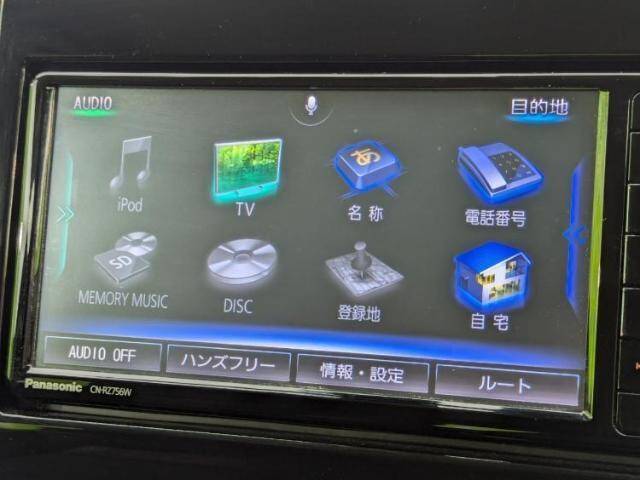 AUDIO
目的地
iPod
TV
名称
電話番号
SD
MEMORY MUSIC
DISC
登録地
自宅
AUDIO OFF
ハンズフリー
情報・設定
ルート
Panasonic CN-RZ756W